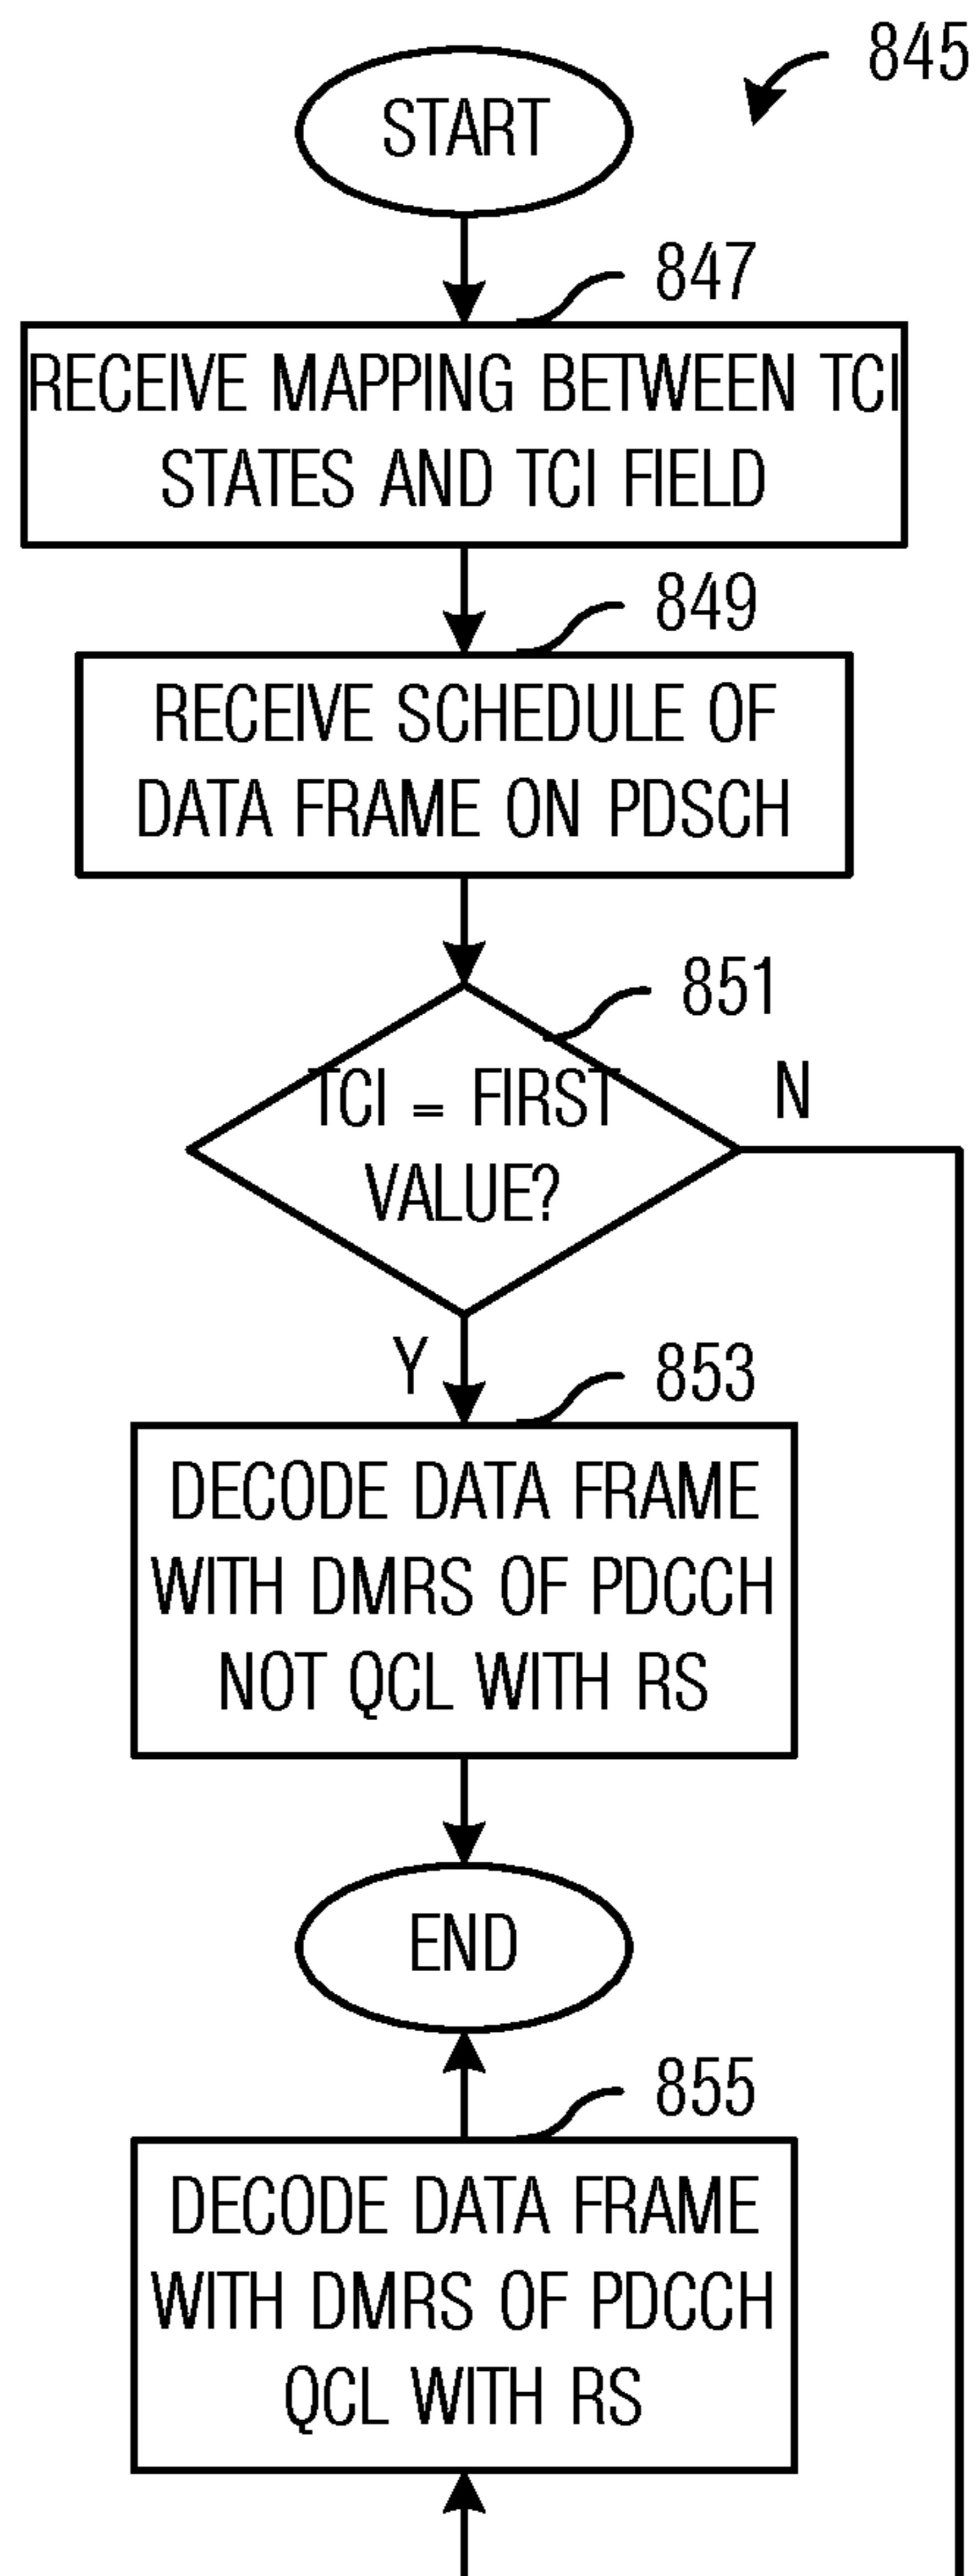 845
START
847
RECEIVE MAPPING BETWEEN TCI
STATES AND TCI FIELD
849
RECEIVE SCHEDULE OF
DATA FRAME ON PDSCH
851
TCI = FIRST
VALUE?
N
Y
853
DECODE DATA FRAME
WITH DMRS OF PDCCH
NOT QCL WITH RS
END
855
DECODE DATA FRAME
WITH DMRS OF PDCCH
QCL WITH RS